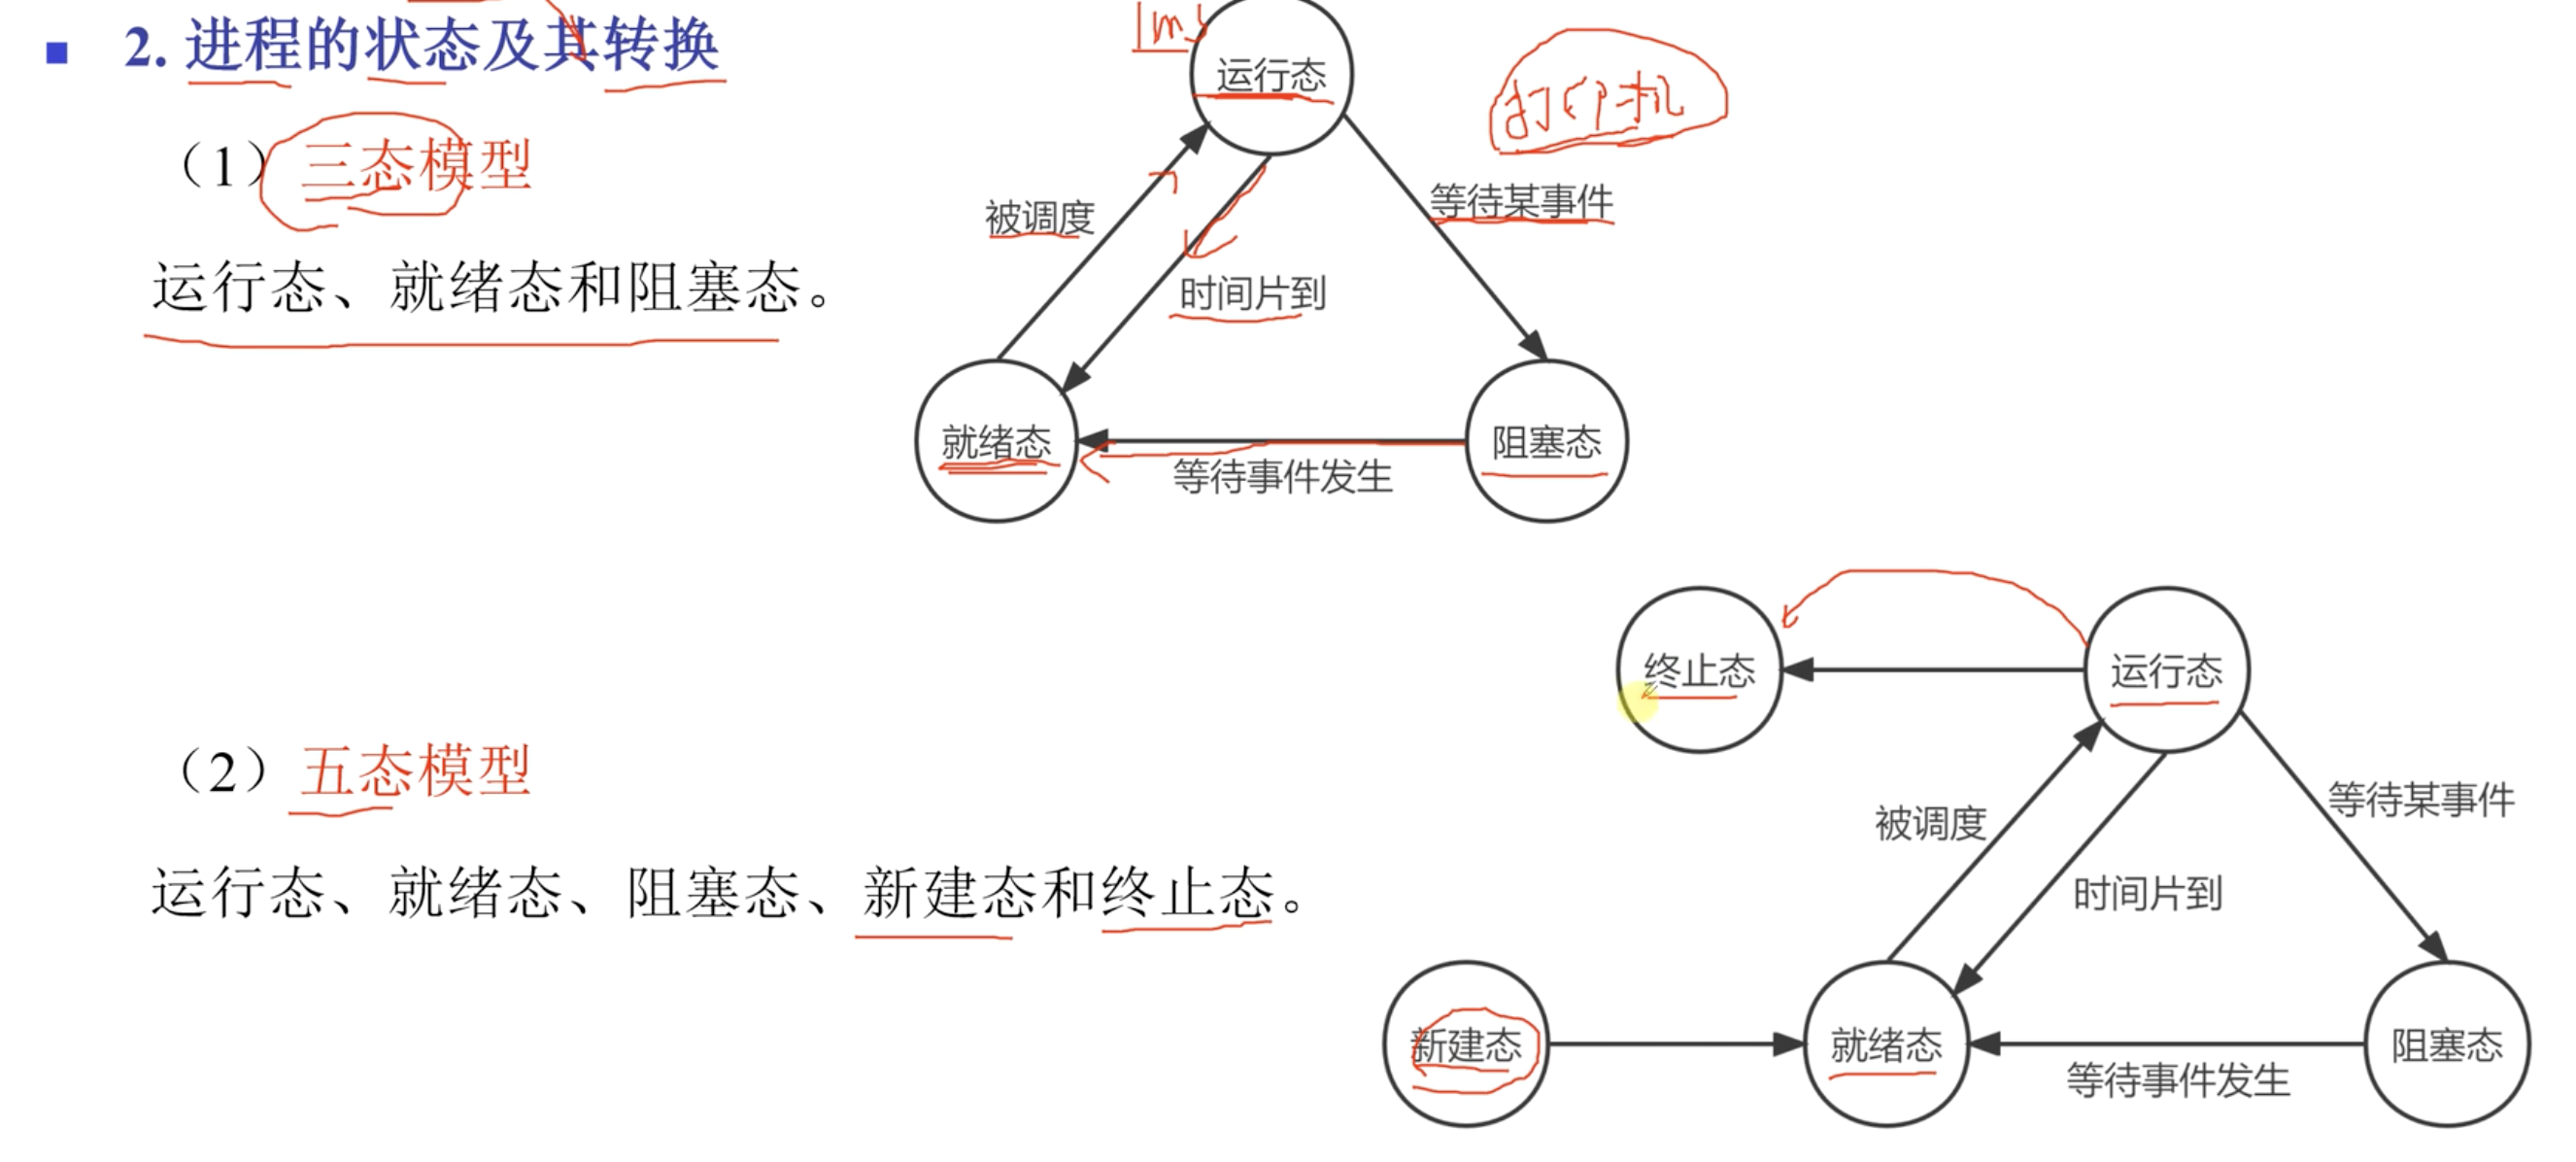 2. 进程的状态及其转换
(1) 三态模型
运行态、就绪态和阻塞态。
1ms
运行态
打印机
被调度
等待某事件
时间片到
就绪态
阻塞态
等待事件发生
(2) 五态模型
运行态、就绪态、阻塞态、新建态和终止态。
终止态
运行态
被调度
等待某事件
时间片到
新建态
就绪态
阻塞态
等待事件发生